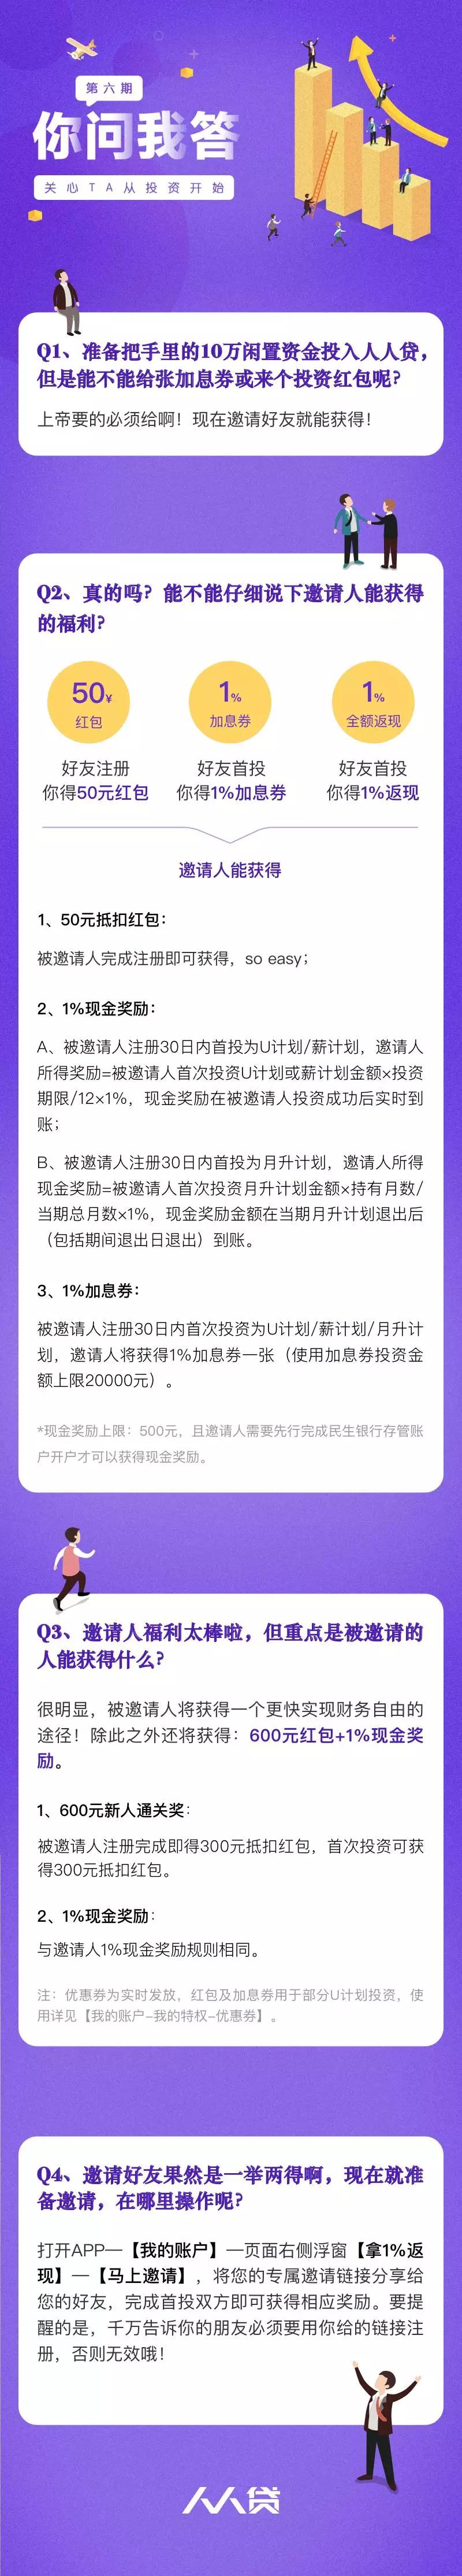 第六期
你问我答
关心TA从投资开始
Q1、准备把手里的10万闲置资金投入人人贷，
但是能不能给张加息券或来个投资红包呢？
上帝要的必须给啊！现在邀请好友就能获得！
Q2、真的吗？能不能仔细说下邀请人能获得
的福利？
50¥
红包
1%
加息券
1%
全额返现
好友注册
你得50元红包
好友首投
你得1%加息券
好友首投
你得1%返现
邀请人能获得
1、50元抵扣红包：
被邀请人完成注册即可获得，so easy；
2、1%现金奖励：
A、被邀请人注册30日内首投为U计划/薪计划，邀请人
所得奖励=被邀请人首次投资U计划或薪计划金额×投资
期限/12×1%，现金奖励在被邀请人投资成功后实时到
账；
B、被邀请人注册30日内首投为月升计划，邀请人所得
现金奖励=被邀请人首次投资月升计划金额×持有月数/
当期总月数×1%，现金奖励金额在当期月升计划退出后
（包括期间退出日退出）到账。
3、1%加息券：
被邀请人注册30日内首次投资为U计划/薪计划/月升计
划，邀请人将获得1%加息券一张（使用加息券投资金
额上限20000元）。
*现金奖励上限：500元，且邀请人需要先行完成民生银行存管账
户开户才可以获得现金奖励。
Q3、邀请人福利太棒啦，但重点是被邀请的
人能获得什么？
很明显，被邀请人将获得一个更快实现财务自由的
途径！除此之外还将获得：600元红包+1%现金奖
励。
1、600元新人通关奖：
被邀请人注册完成即得300元抵扣红包，首次投资可获
得300元抵扣红包。
2、1%现金奖励：
与邀请人1%现金奖励规则相同。
注：优惠券为实时发放，红包及加息券用于部分U计划投资，使
用详见【我的账户-我的特权-优惠券】。
Q4、邀请好友果然是一举两得啊，现在就准
备邀请，在哪里操作呢？
打开APP—【我的账户】—页面右侧浮窗【拿1%返
现】—【马上邀请】，将您的专属邀请链接分享给
您的好友，完成首投双方即可获得相应奖励。要提
醒的是，千万告诉你的朋友必须要用你给的链接注
册，否则无效哦！
人人贷